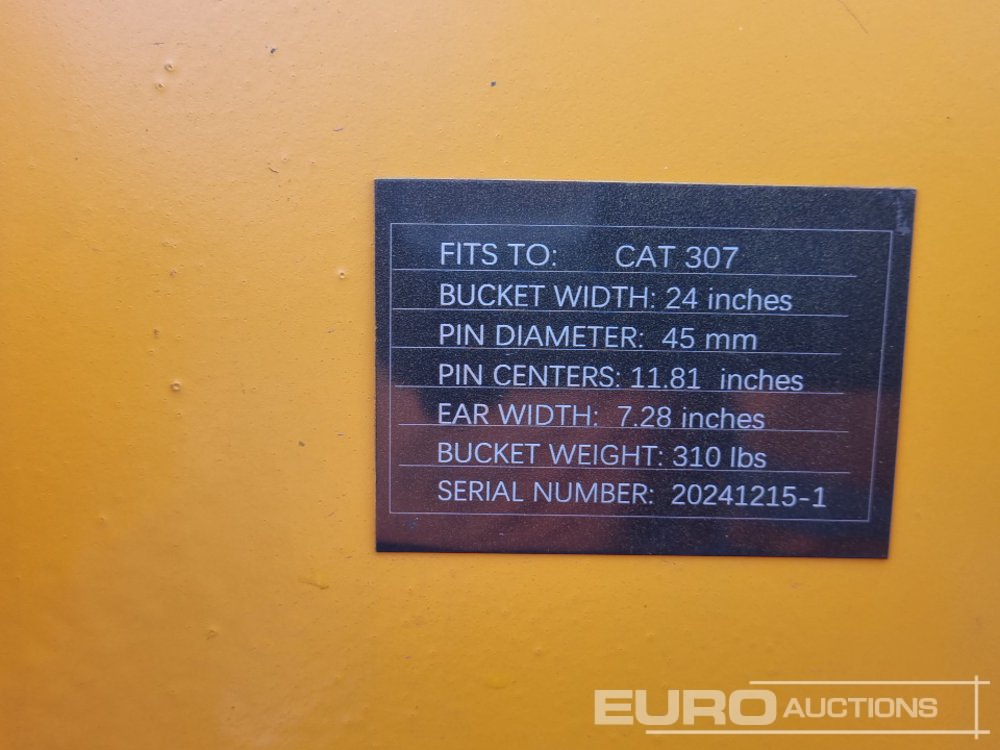 FITS TO: CAT 307
BUCKET WIDTH: 24 inches
PIN DIAMETER: 45 mm
PIN CENTERS: 11.81 inches
EAR WIDTH: 7.28 inches
BUCKET WEIGHT: 310 lbs
SERIAL NUMBER: 20241215-1
EURO AUCTIONS